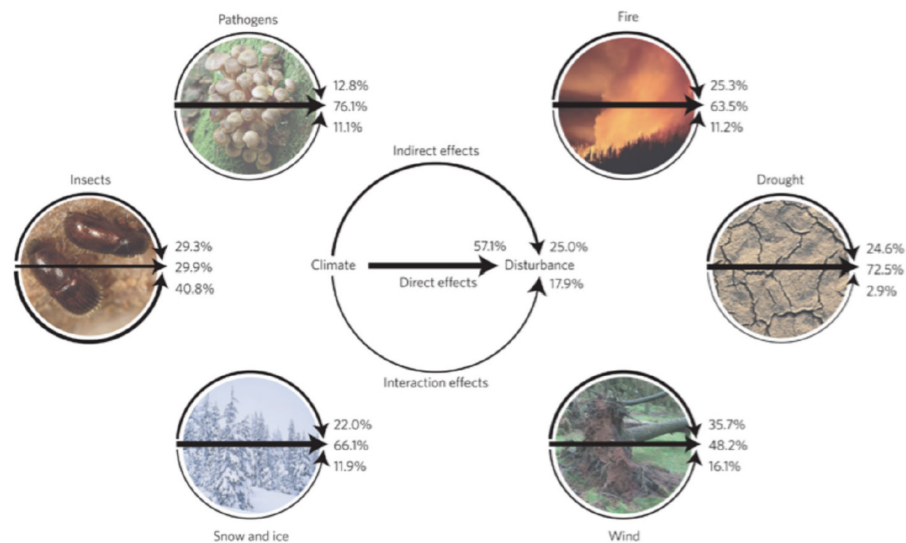 Pathogens
12.8%
76.1%
11.1%
Fire
25.3%
63.5%
11.2%
Insects
29.3%
29.9%
40.8%
Indirect effects
57.1%
25.0%
Climate
Disturbance
Direct effects
17.9%
Interaction effects
Drought
24.6%
72.5%
2.9%
22.0%
66.1%
11.9%
Snow and ice
35.7%
48.2%
16.1%
Wind